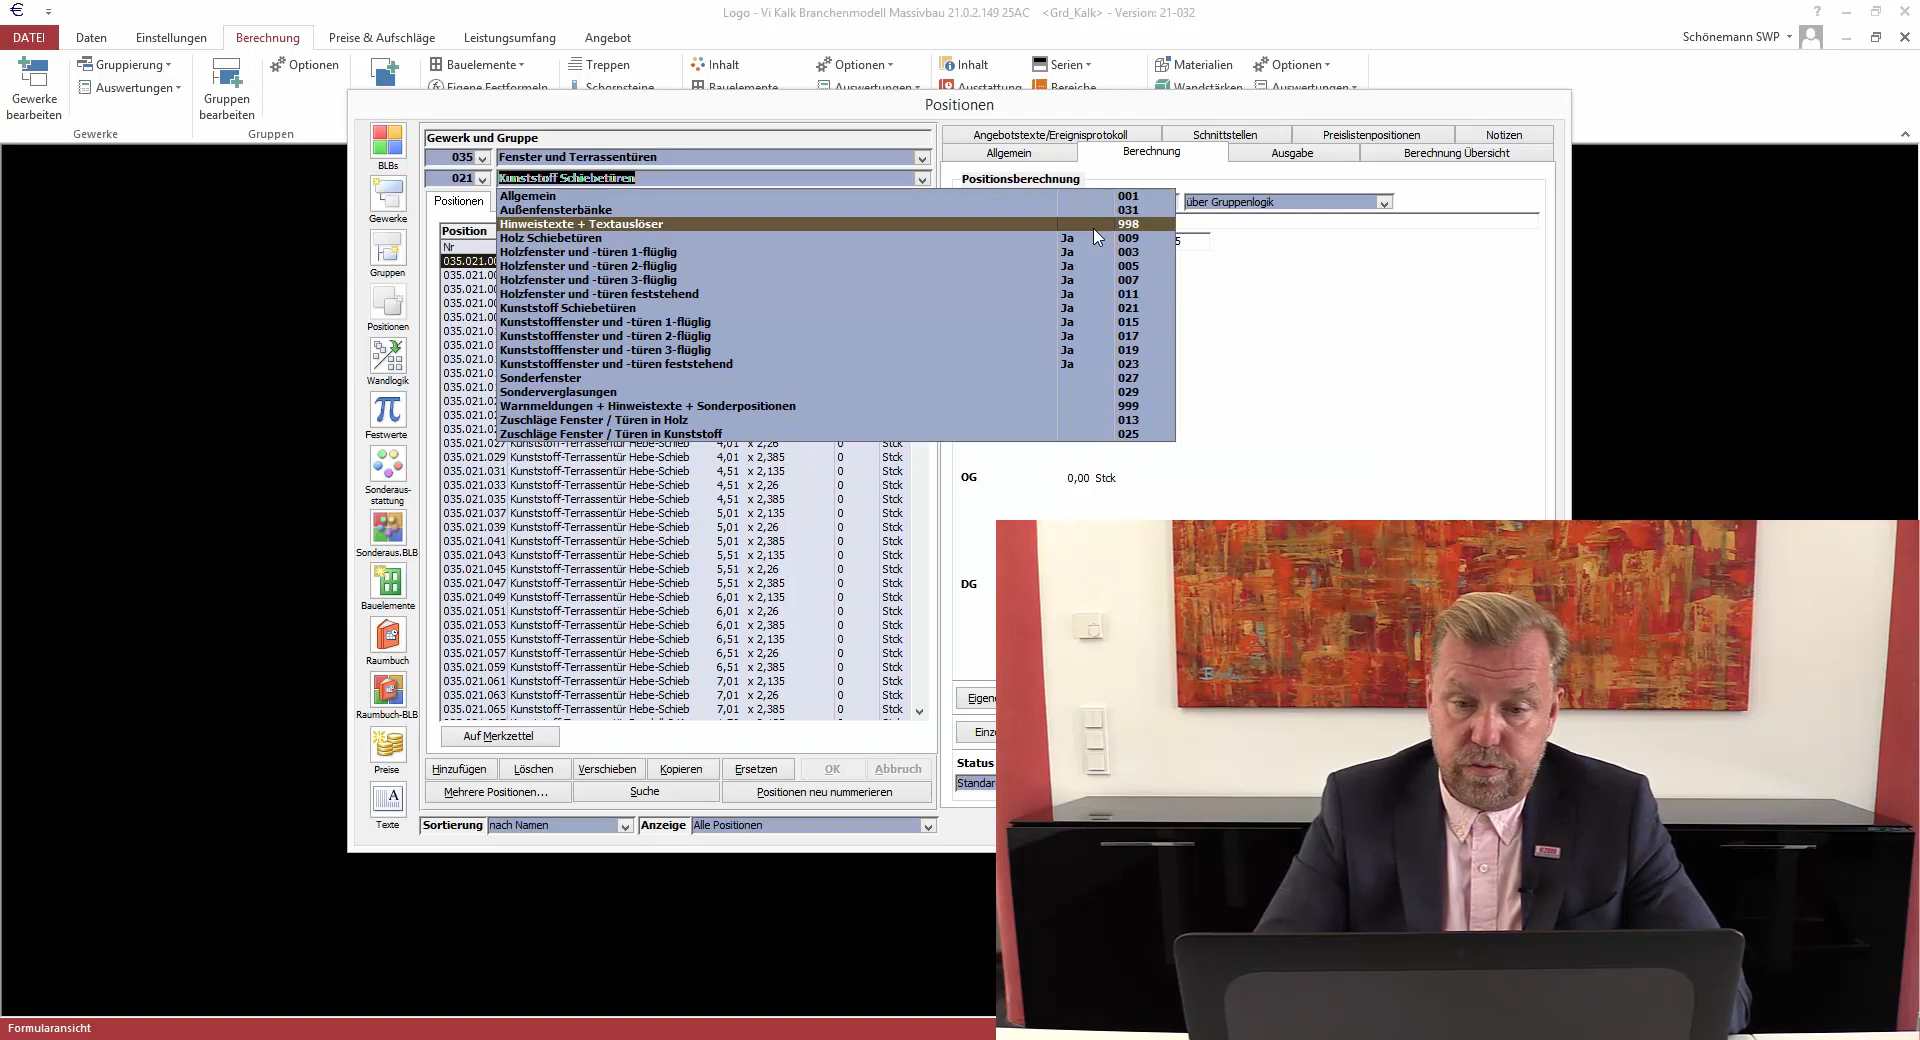 Logo - Vi Kalk Branchenmodell Massivbau 21.0.2.149 25AC <Grd_Kalk> - Version: 21-032
DATEI Daten Einstellungen Berechnung Preise & Aufschläge Leistungsumfang Angebot
Schönemann SWP
Gewerke bearbeiten
Gruppierung
Auswertungen
Gewerke
Gruppen bearbeiten
Optionen
Gruppen
Bauelemente
Eigene Festformeln
Treppen
Schornsteine
Inhalt
Bauelemente
Optionen
Auswertungen
Inhalt
Ausstattung
Serien
Bereiche
Materialien
Wandstärken
Optionen
Auswertungen
Positionen
BLBs
Gewerke
Gruppen
Positionen
Wandlogik
Festwerte
Sonderaus-
stattung
Sonderaus.BLB
Bauelemente
Raumbuch
Raumbuch-BLB
Preise
Texte
Gewerk und Gruppe
035 Fenster und Terrassentüren
021 Kunststoff Schiebetüren
Positionen
Position
Nr
Allgemein 001
Außenfensterbänke 031
Hinweistexte + Textauslöser 998
Holz Schiebetüren Ja 009
Holzfenster und -türen 1-flüglig Ja 003
Holzfenster und -türen 2-flüglig Ja 005
Holzfenster und -türen 3-flüglig Ja 007
Holzfenster und -türen feststehend Ja 011
Kunststoff Schiebetüren Ja 021
Kunststofffenster und -türen 1-flüglig Ja 015
Kunststofffenster und -türen 2-flüglig Ja 017
Kunststofffenster und -türen 3-flüglig Ja 019
Kunststofffenster und -türen feststehend Ja 023
Sonderfenster 027
Sonderverglasungen 029
Warnmeldungen + Hinweistexte + Sonderpositionen 999
Zuschläge Fenster / Türen in Holz 013
Zuschläge Fenster / Türen in Kunststoff 025
Kunststoff-Terrassentür Hebe-Schieb 4,01 x 2,26 0 Stck
035.021.029 Kunststoff-Terrassentür Hebe-Schieb 4,01 x 2,385 0 Stck
035.021.031 Kunststoff-Terrassentür Hebe-Schieb 4,51 x 2,135 0 Stck
035.021.033 Kunststoff-Terrassentür Hebe-Schieb 4,51 x 2,26 0 Stck
035.021.035 Kunststoff-Terrassentür Hebe-Schieb 4,51 x 2,385 0 Stck
035.021.037 Kunststoff-Terrassentür Hebe-Schieb 5,01 x 2,135 0 Stck
035.021.039 Kunststoff-Terrassentür Hebe-Schieb 5,01 x 2,26 0 Stck
035.021.041 Kunststoff-Terrassentür Hebe-Schieb 5,01 x 2,385 0 Stck
035.021.043 Kunststoff-Terrassentür Hebe-Schieb 5,51 x 2,135 0 Stck
035.021.045 Kunststoff-Terrassentür Hebe-Schieb 5,51 x 2,26 0 Stck
035.021.047 Kunststoff-Terrassentür Hebe-Schieb 5,51 x 2,385 0 Stck
035.021.049 Kunststoff-Terrassentür Hebe-Schieb 6,01 x 2,135 0 Stck
035.021.051 Kunststoff-Terrassentür Hebe-Schieb 6,01 x 2,26 0 Stck
035.021.053 Kunststoff-Terrassentür Hebe-Schieb 6,01 x 2,385 0 Stck
035.021.055 Kunststoff-Terrassentür Hebe-Schieb 6,51 x 2,135 0 Stck
035.021.057 Kunststoff-Terrassentür Hebe-Schieb 6,51 x 2,26 0 Stck
035.021.059 Kunststoff-Terrassentür Hebe-Schieb 6,51 x 2,385 0 Stck
035.021.061 Kunststoff-Terrassentür Hebe-Schieb 7,01 x 2,135 0 Stck
035.021.063 Kunststoff-Terrassentür Hebe-Schieb 7,01 x 2,26 0 Stck
035.021.065 Kunststoff-Terrassentür Hebe-Schieb 7,01 x 2,385 0 Stck
Auf Merkzettel
Hinzufügen Löschen Verschieben Kopieren Ersetzen OK Abbruch
Mehrere Positionen... Suche Positionen neu nummerieren
Sortierung nach Namen Anzeige Alle Positionen
Angebotstexte/Ereignisprotokoll Schnittstellen Preislistenpositionen Notizen
Allgemein Berechnung Ausgabe Berechnung Übersicht
Positionsberechnung
über Gruppenlogik
5
OG 0,00 Stck
DG
Status
Formularansicht